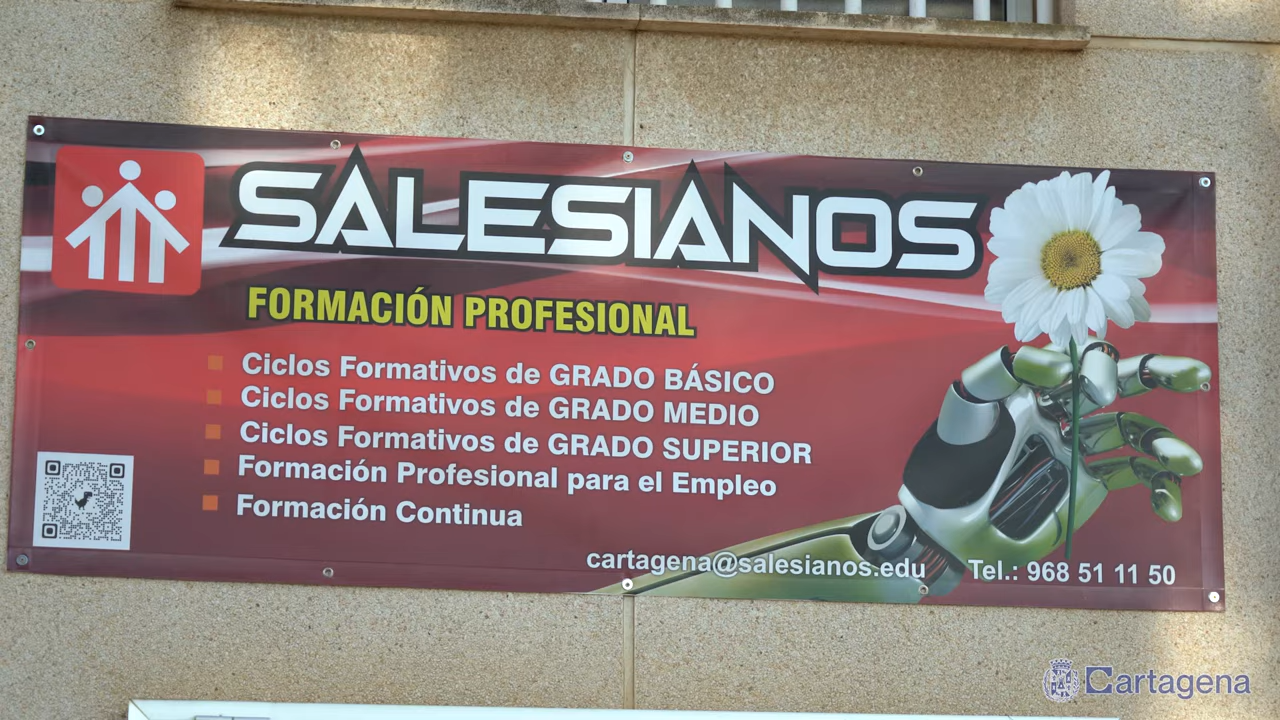 SALESIANOS
FORMACIÓN PROFESIONAL
Ciclos Formativos de GRADO BÁSICO
Ciclos Formativos de GRADO MEDIO
Ciclos Formativos de GRADO SUPERIOR
Formación Profesional para el Empleo
Formación Continua
cartagena@salesianos.edu Tel.: 968 51 11 50
Cartagena